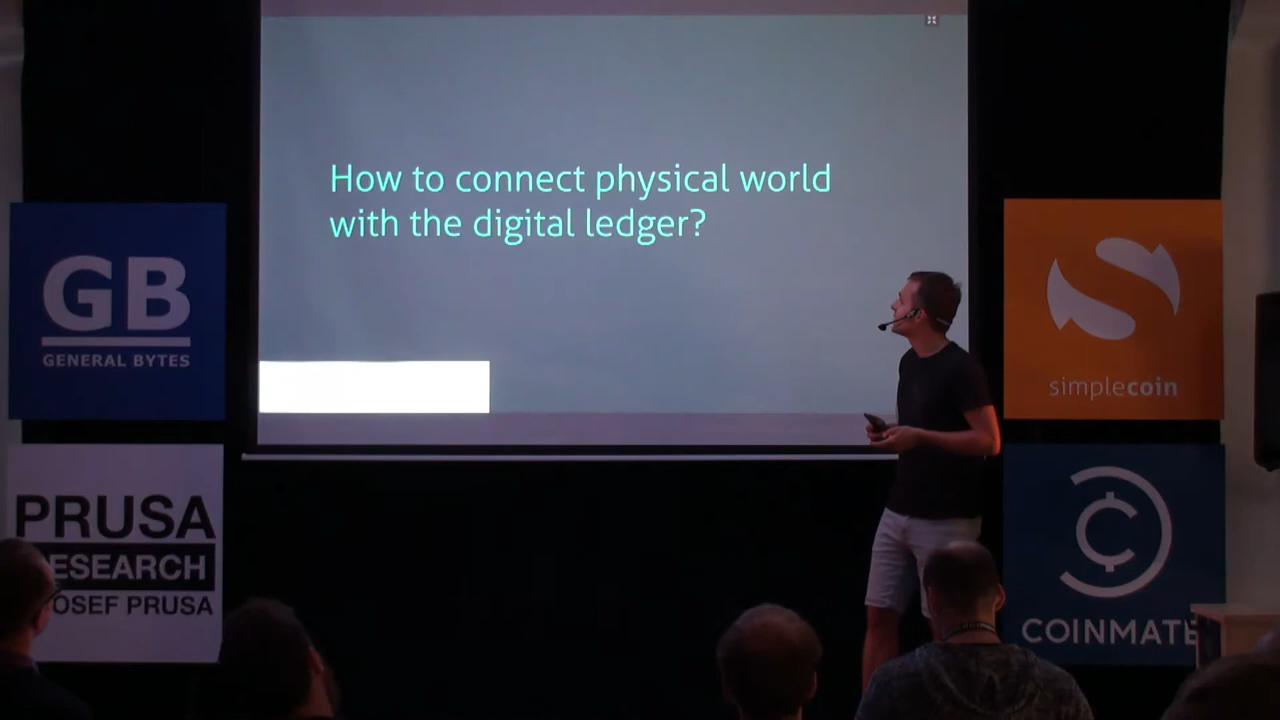 How to connect physical world
with the digital ledger?
GB
GENERAL BYTES
PRUSA
ESEARCH
OSEF PRUSA
simplecoin
COINMATE